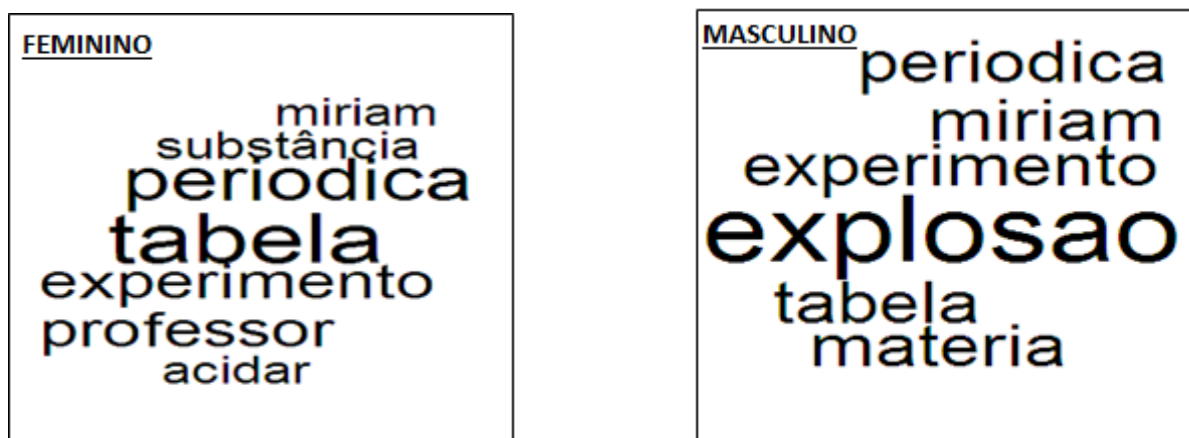 FEMININO
miriam
substância
periodica
tabela
experimento
professor
acidar
MASCULINO
periodica
miriam
experimento
explosao
tabela
materia